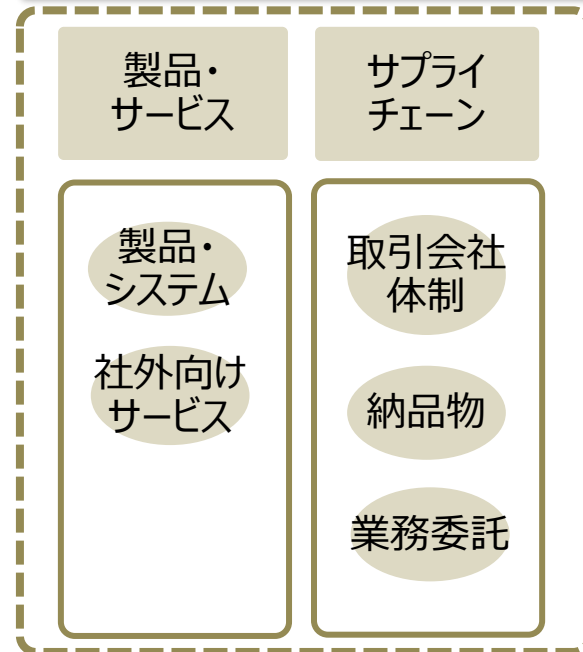 製品・
サービス
サプライ
チェーン
製品・
システム
社外向け
サービス
取引会社
体制
納品物
業務委託